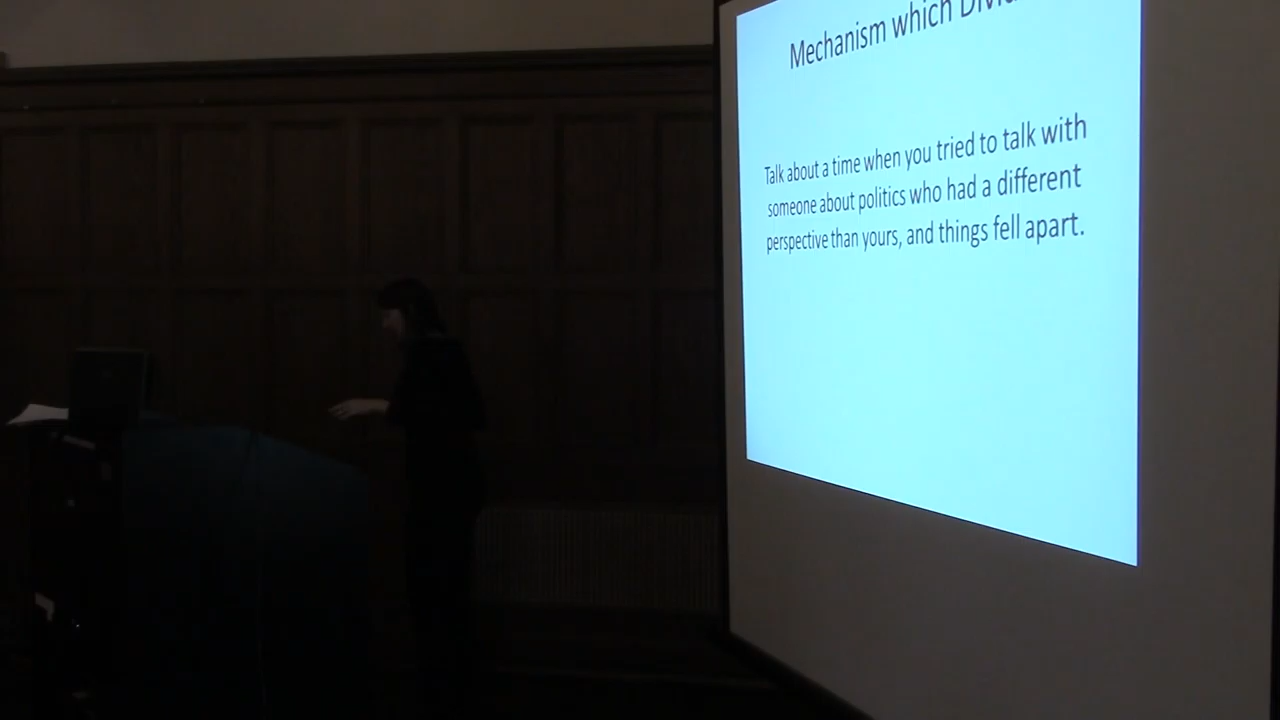 Mechanism which
Talk about a time when you tried to talk with
someone about politics who had a different
perspective than yours, and things fell apart.